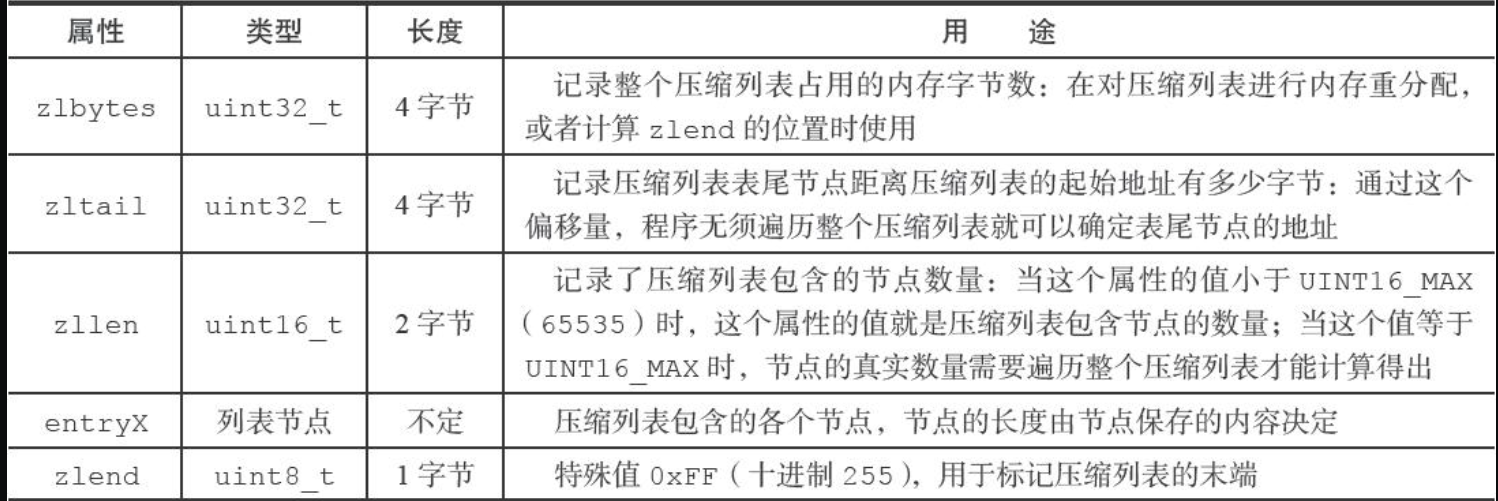 属性 类型 长度 用 途
记录整个压缩列表占用的内存字节数：在对压缩列表进行内存重分配，
zlbytes uint32_t 4 字节
或者计算 zlend 的位置时使用
记录压缩列表表尾节点距离压缩列表的起始地址有多少字节：通过这个
zltail uint32_t 4 字节
偏移量，程序无须遍历整个压缩列表就可以确定表尾节点的地址
记录了压缩列表包含的节点数量：当这个属性的值小于 UINT16_MAX
zllen uint16_t 2 字节 （65535）时，这个属性的值就是压缩列表包含节点的数量；当这个值等于
UINT16_MAX 时，节点的真实数量需要遍历整个压缩列表才能计算得出
entryX 列表节点 不定 压缩列表包含的各个节点，节点的长度由节点保存的内容决定
zlend uint8_t 1 字节 特殊值 0xFF（十进制 255），用于标记压缩列表的末端